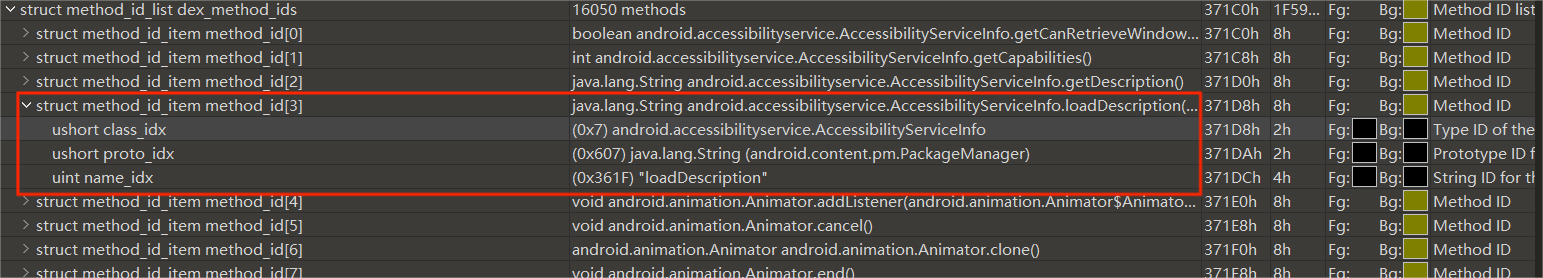 struct method_id_list dex_method_ids 16050 methods 371C0h 1F59... Fg: Bg: Method ID list
struct method_id_item method_id[0] boolean android.accessibilityservice.AccessibilityServiceInfo.getCanRetrieveWindow... 371C0h 8h Fg: Bg: Method ID
struct method_id_item method_id[1] int android.accessibilityservice.AccessibilityServiceInfo.getCapabilities() 371C8h 8h Fg: Bg: Method ID
struct method_id_item method_id[2] java.lang.String android.accessibilityservice.AccessibilityServiceInfo.getDescription() 371D0h 8h Fg: Bg: Method ID
struct method_id_item method_id[3] java.lang.String android.accessibilityservice.AccessibilityServiceInfo.loadDescription(... 371D8h 8h Fg: Bg: Method ID
ushort class_idx (0x7) android.accessibilityservice.AccessibilityServiceInfo 371D8h 2h Fg: Bg: Type ID of the
ushort proto_idx (0x607) java.lang.String (android.content.pm.PackageManager) 371DAh 2h Fg: Bg: Prototype ID f
uint name_idx (0x361F) "loadDescription" 371DCh 4h Fg: Bg: String ID for th
struct method_id_item method_id[4] void android.animation.Animator.addListener(android.animation.Animator$Animato... 371E0h 8h Fg: Bg: Method ID
struct method_id_item method_id[5] void android.animation.Animator.cancel() 371E8h 8h Fg: Bg: Method ID
struct method_id_item method_id[6] android.animation.Animator android.animation.Animator.clone() 371F0h 8h Fg: Bg: Method ID
struct method_id_item method_id[7] void android.animation.Animator.end() 371F8h 8h Fg: Bg: Method ID